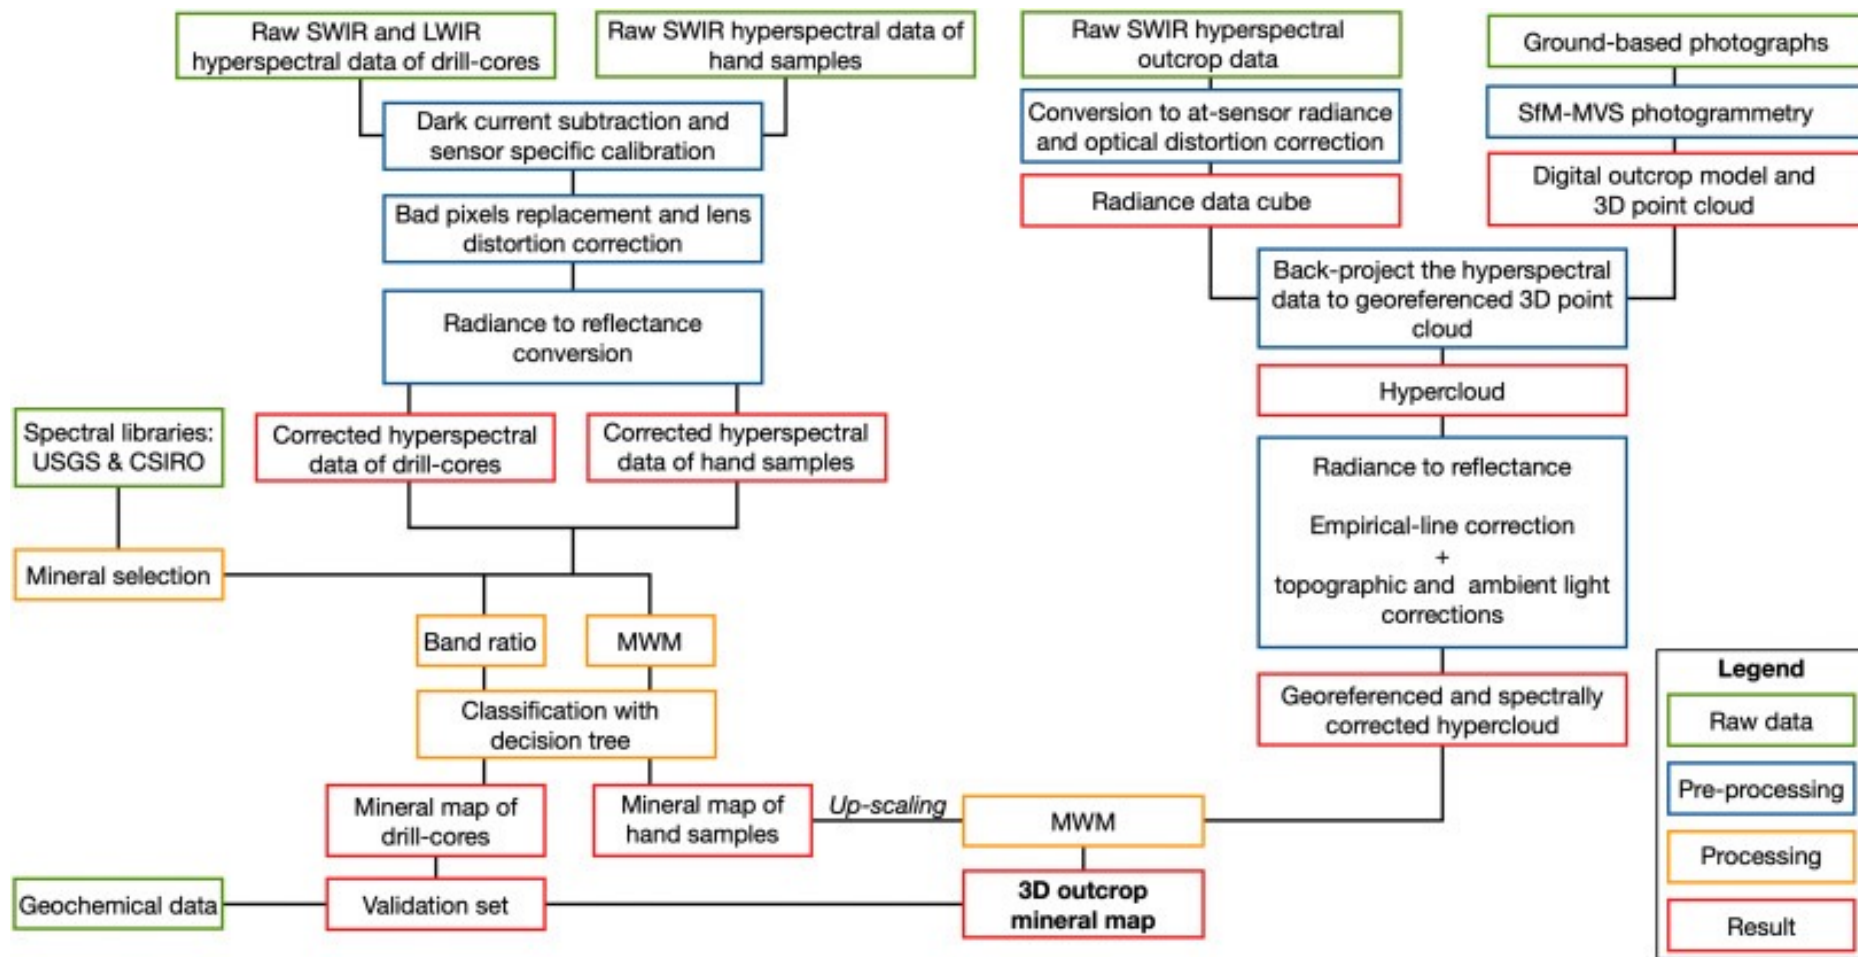 Raw SWIR and LWIR
hyperspectral data of drill-cores
Raw SWIR hyperspectral data of
hand samples
Raw SWIR hyperspectral
outcrop data
Ground-based photographs
Dark current subtraction and
sensor specific calibration
Conversion to at-sensor radiance
and optical distortion correction
SfM-MVS photogrammetry
Bad pixels replacement and lens
distortion correction
Radiance data cube
Digital outcrop model and
3D point cloud
Back-project the hyperspectral
data to georeferenced 3D point
cloud
Radiance to reflectance
conversion
Hypercloud
Spectral libraries:
USGS & CSIRO
Corrected hyperspectral
data of drill-cores
Corrected hyperspectral
data of hand samples
Radiance to reflectance
Empirical-line correction
+
topographic and ambient light
corrections
Mineral selection
Band ratio
MWM
Classification with
decision tree
Georeferenced and spectrally
corrected hypercloud
Mineral map of
drill-cores
Mineral map of
hand samples
Up-scaling
MWM
Geochemical data
Validation set
3D outcrop
mineral map
Legend
Raw data
Pre-processing
Processing
Result